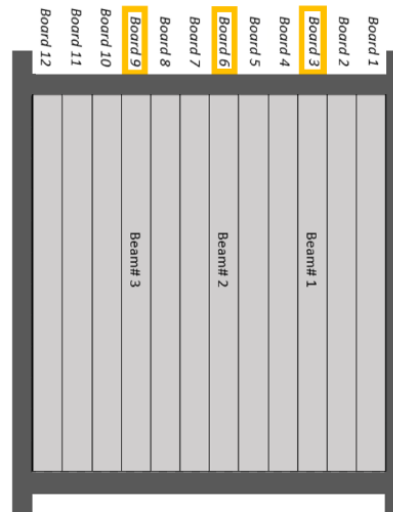 Board 1
Board 2
Board 3
Board 4
Board 5
Board 6
Board 7
Board 8
Board 9
Board 10
Board 11
Board 12
Beam# 1
Beam# 2
Beam# 3